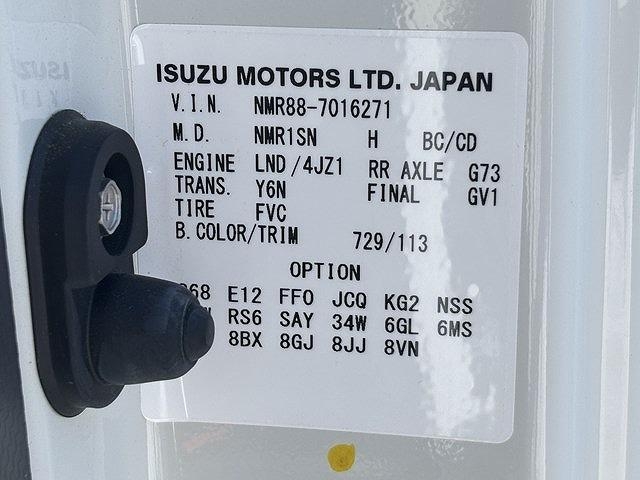 ISUZU MOTORS LTD. JAPAN
V.I.N. NMR88-7016271
M.D. NMR1SN H BC/CD
ENGINE LND/4JZ1 RR AXLE G73
TRANS. Y6N FINAL GV1
TIRE FVC
B.COLOR/TRIM 729/113
OPTION
E12 FFO JCQ KG2 NSS
RS6 SAY 34W 6GL 6MS
8BX 8GJ 8JJ 8VN